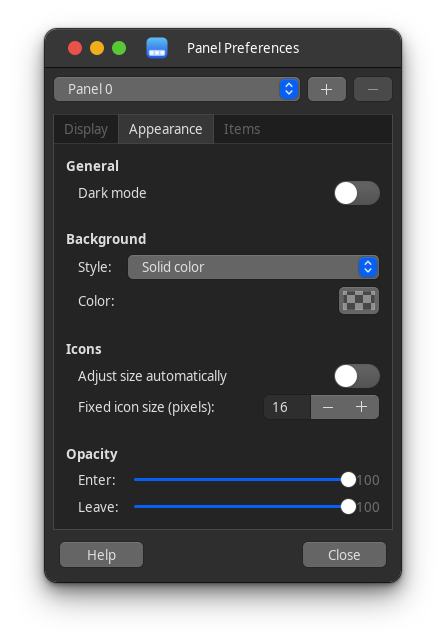 Panel Preferences
Panel 0
Display Appearance Items
General
Dark mode
Background
Style: Solid color
Color:
Icons
Adjust size automatically
Fixed icon size (pixels): 16 − +
Opacity
Enter: 100
Leave: 100
Help Close